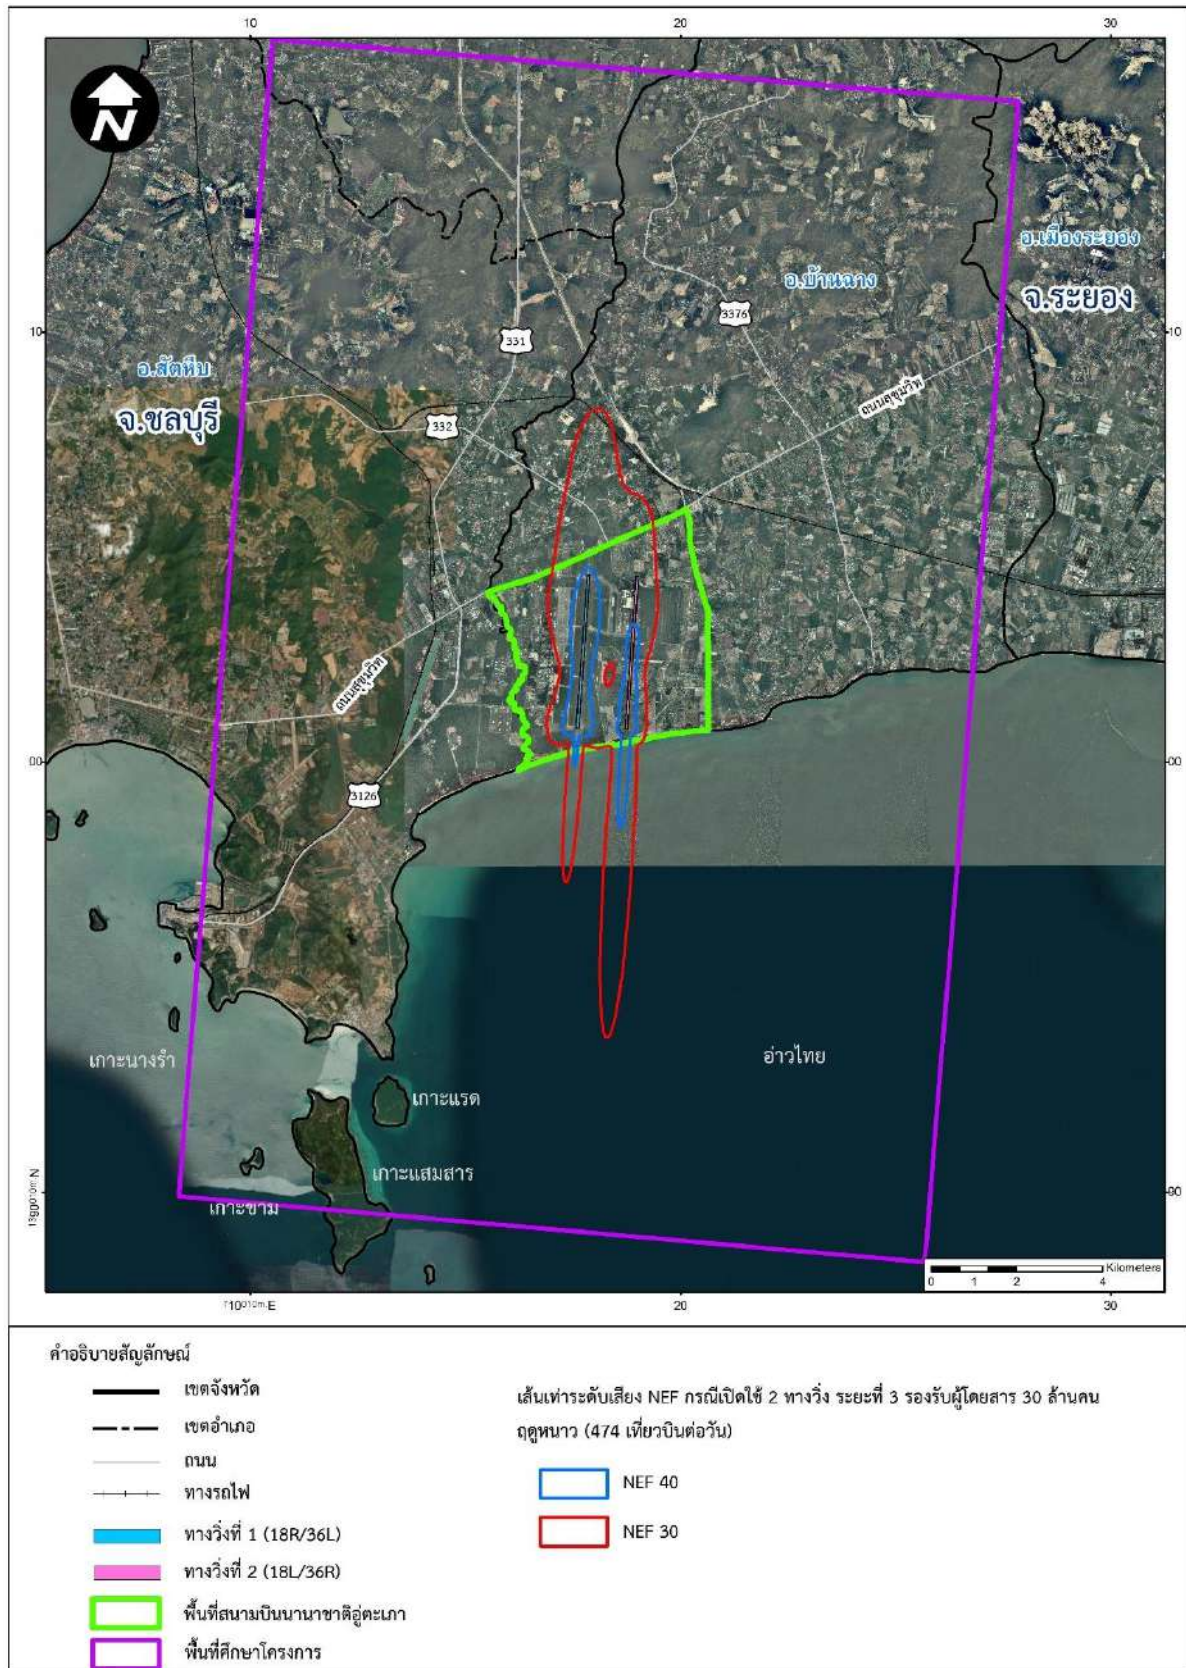 10
20
30
N
อ.เมืองระยอง
อ.บ้านฉาง
จ.ระยอง
3376
10
331
10
อ.สัตหีบ
จ.ชลบุรี
332
ถนนสุขุมวิท
ถนนสุขุมวิท
00
00
3126
เกาะนางรำ
อ่าวไทย
เกาะแรด
เกาะแสมสาร
เกาะขาม
1390010m.N
90
Kilometers
0 1 2 4
710010m.E
20
30
คำอธิบายสัญลักษณ์
เขตจังหวัด
เขตอำเภอ
ถนน
ทางรถไฟ
ทางวิ่งที่ 1 (18R/36L)
ทางวิ่งที่ 2 (18L/36R)
พื้นที่สนามบินนานาชาติอู่ตะเภา
พื้นที่ศึกษาโครงการ
เส้นเท่าระดับเสียง NEF กรณีเปิดใช้ 2 ทางวิ่ง ระยะที่ 3 รองรับผู้โดยสาร 30 ล้านคน
ฤดูหนาว (474 เที่ยวบินต่อวัน)
NEF 40
NEF 30